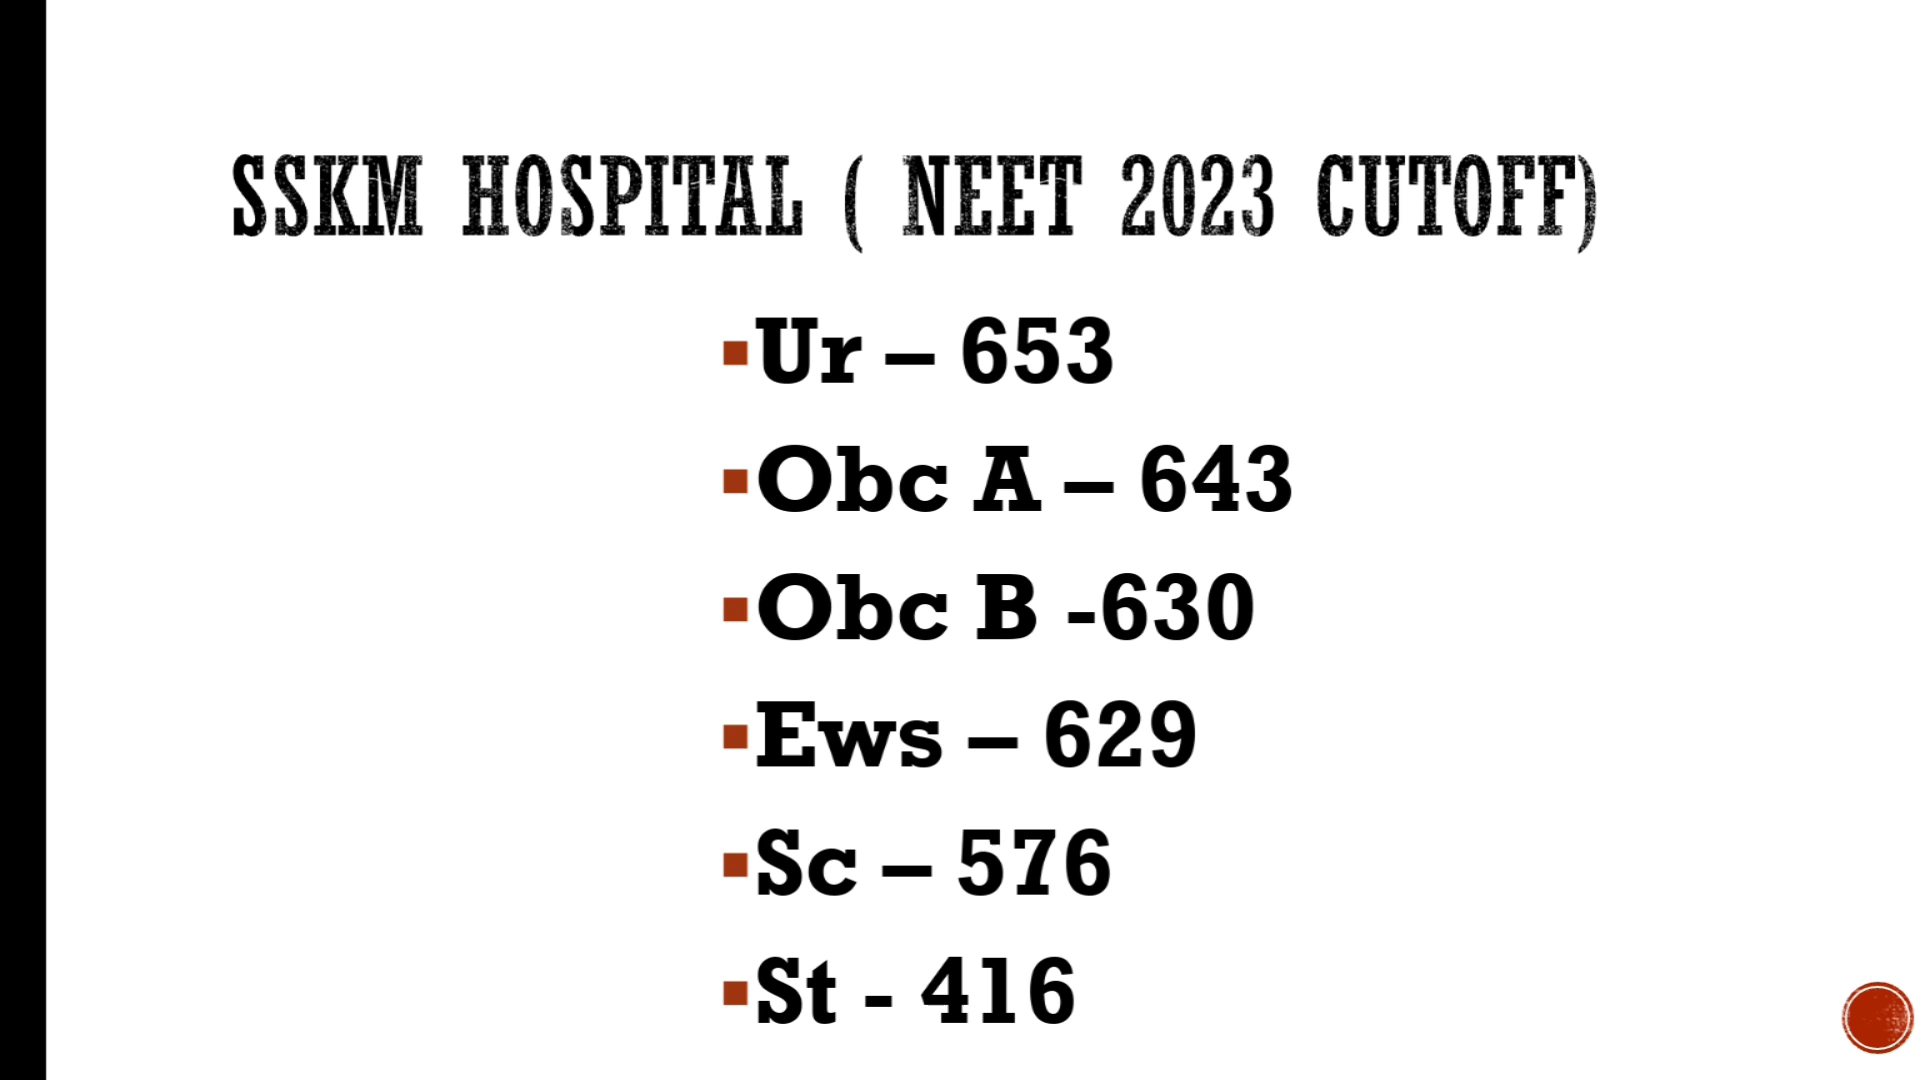 SSKM HOSPITAL ( NEET 2023 CUTOFF)
▪Ur – 653
▪Obc A – 643
▪Obc B -630
▪Ews – 629
▪Sc – 576
▪St - 416